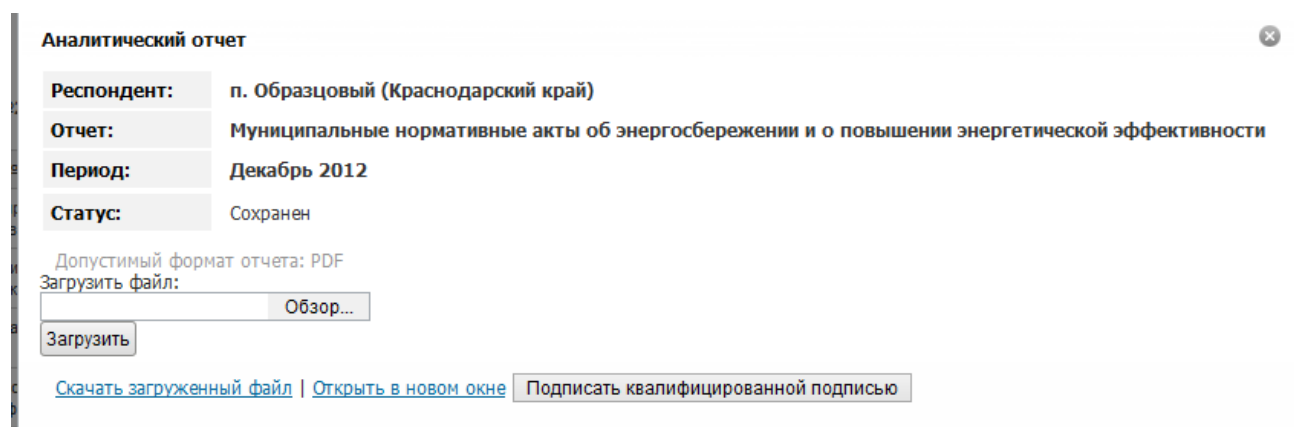 Аналитический отчет
Респондент: п. Образцовый (Краснодарский край)
Отчет: Муниципальные нормативные акты об энергосбережении и о повышении энергетической эффективности
Период: Декабрь 2012
Статус: Сохранен
Допустимый формат отчета: PDF
Загрузить файл:
Обзор...
Загрузить
Скачать загруженный файл | Открыть в новом окне Подписать квалифицированной подписью